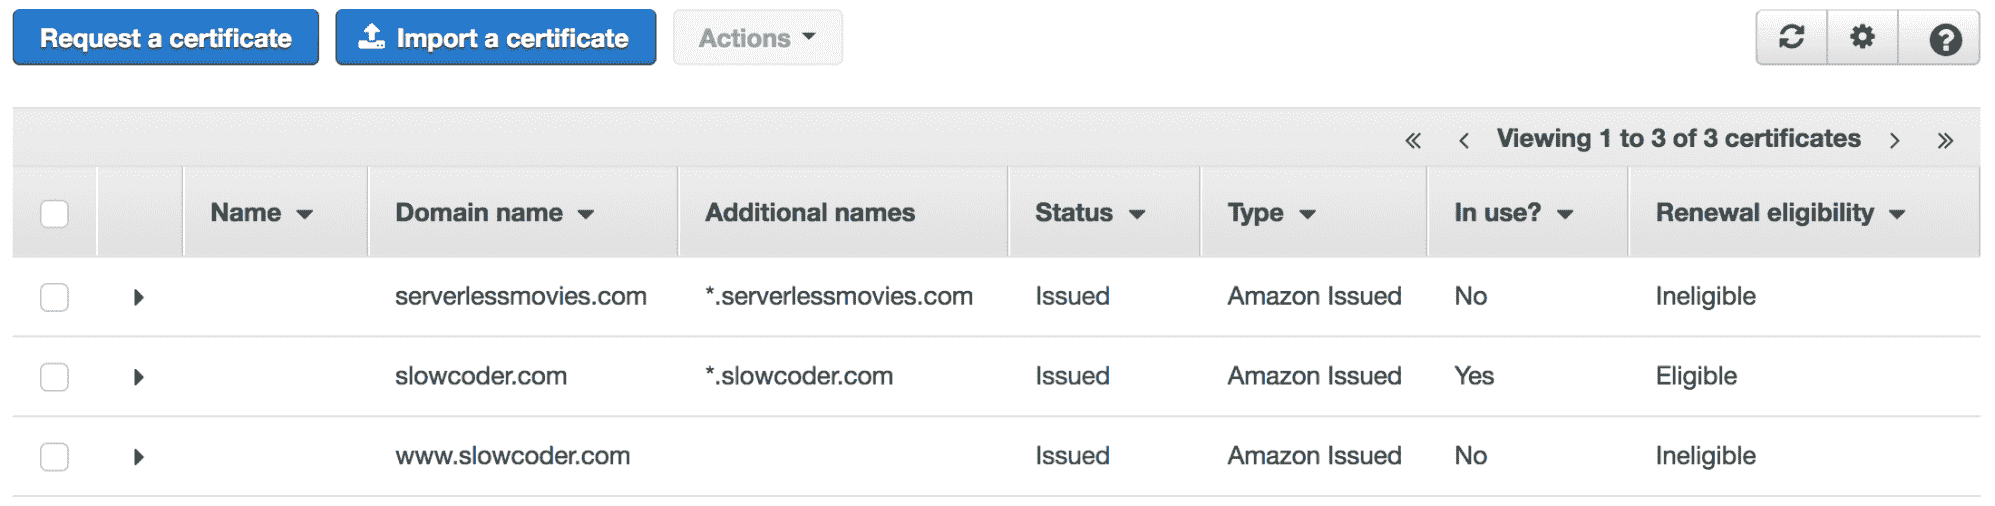 Request a certificate Import a certificate Actions ?
« ‹ Viewing 1 to 3 of 3 certificates › »
Name Domain name Additional names Status Type In use? Renewal eligibility
serverlessmovies.com *.serverlessmovies.com Issued Amazon Issued No Ineligible
slowcoder.com *.slowcoder.com Issued Amazon Issued Yes Eligible
www.slowcoder.com Issued Amazon Issued No Ineligible